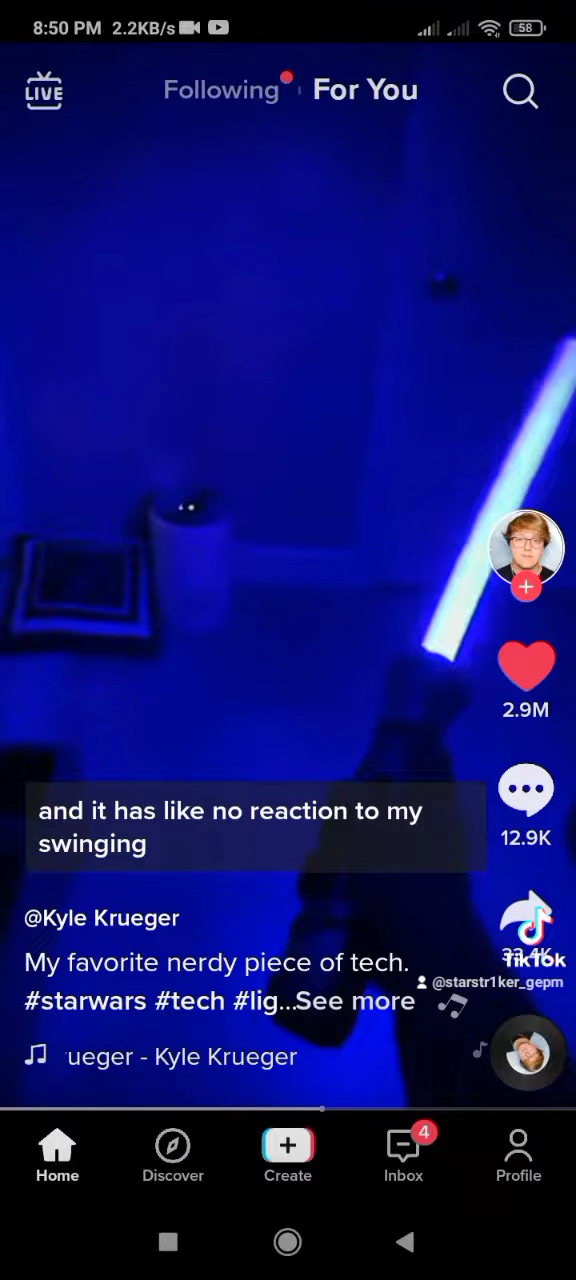 8:50 PM 2.2KB/s 58
LIVE
Following For You
2.9M
and it has like no reaction to my
swinging
12.9K
@Kyle Krueger
TikTok
My favorite nerdy piece of tech.
@starstr1ker_gepm
#starwars #tech #lig...See more
ueger - Kyle Krueger
4
Home Discover Create Inbox Profile